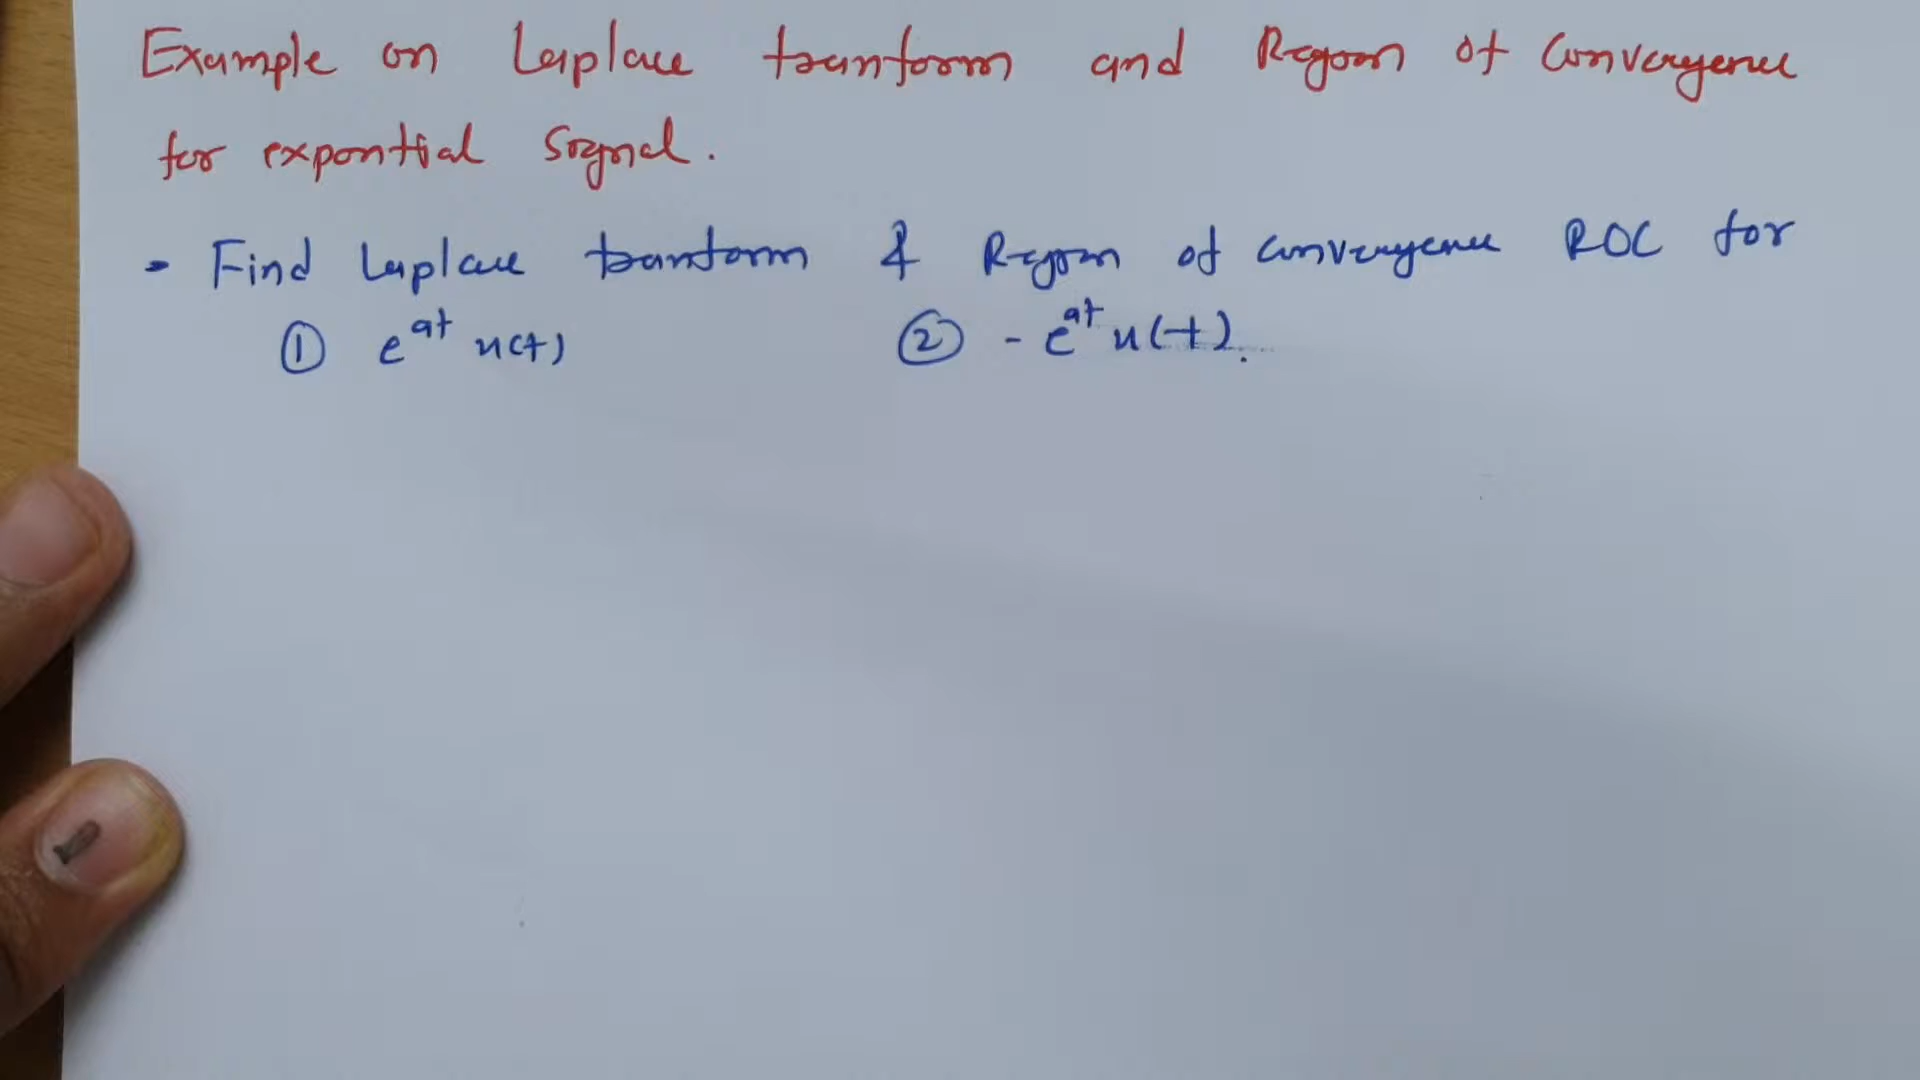 Example on Laplace transform and Region of Convergence
for expontial Signal.
- Find Laplace transform & Region of convergence ROC for
① e^at u(t) ② - e^at u(-t).